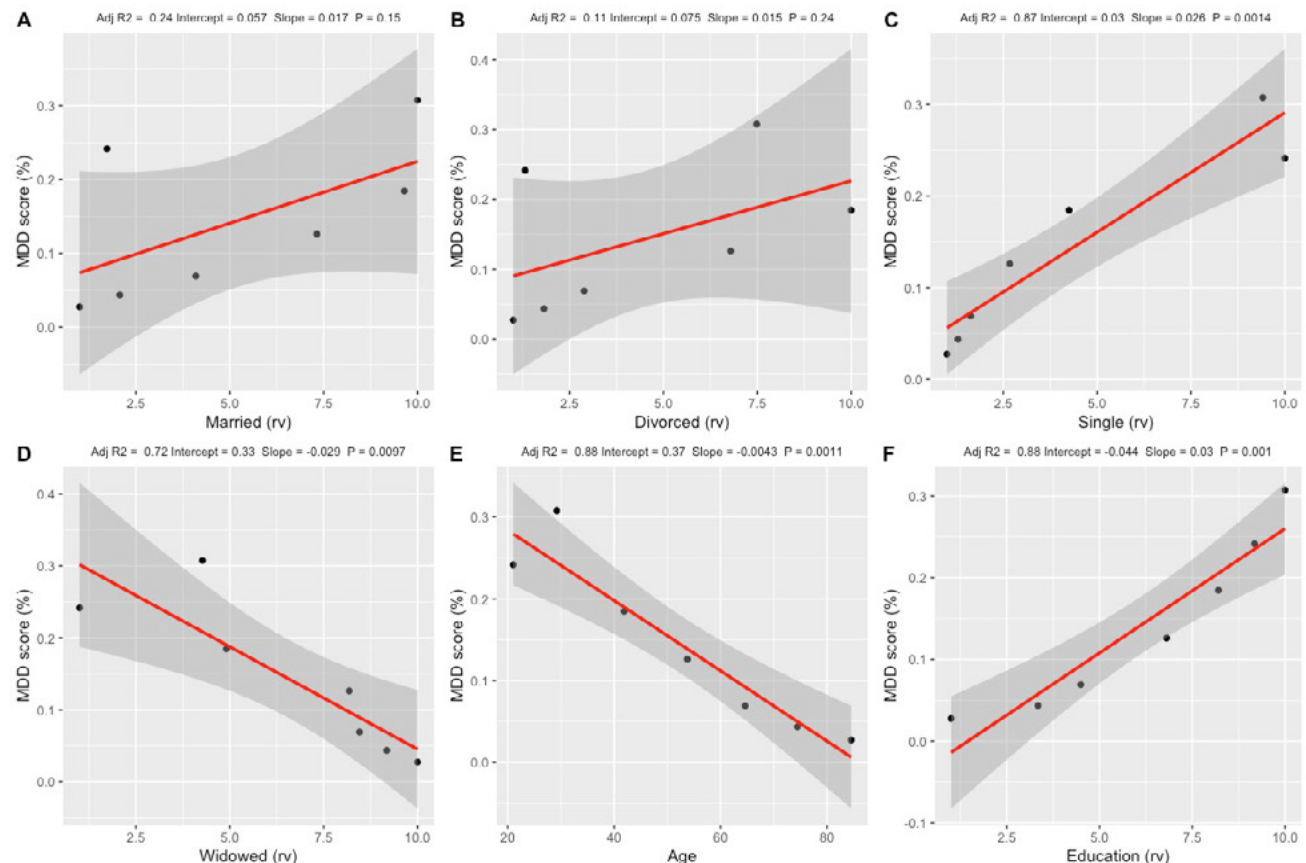 A Adj R2 = 0.24 Intercept = 0.057 Slope = 0.017 P = 0.15
MDD score (%)
0.3
0.2
0.1
0.0
2.5 5.0 7.5 10.0
Married (rv)
B Adj R2 = 0.11 Intercept = 0.075 Slope = 0.015 P = 0.24
MDD score (%)
0.4
0.3
0.2
0.1
0.0
2.5 5.0 7.5 10.0
Divorced (rv)
C Adj R2 = 0.87 Intercept = 0.03 Slope = 0.026 P = 0.0014
MDD score (%)
0.3
0.2
0.1
0.0
2.5 5.0 7.5 10.0
Single (rv)
D Adj R2 = 0.72 Intercept = 0.33 Slope = -0.029 P = 0.0097
MDD score (%)
0.4
0.3
0.2
0.1
0.0
2.5 5.0 7.5 10.0
Widowed (rv)
E Adj R2 = 0.88 Intercept = 0.37 Slope = -0.0043 P = 0.0011
MDD score (%)
0.3
0.2
0.1
0.0
20 40 60 80
Age
F Adj R2 = 0.88 Intercept = -0.044 Slope = 0.03 P = 0.001
MDD score (%)
0.3
0.2
0.1
0.0
-0.1
2.5 5.0 7.5 10.0
Education (rv)